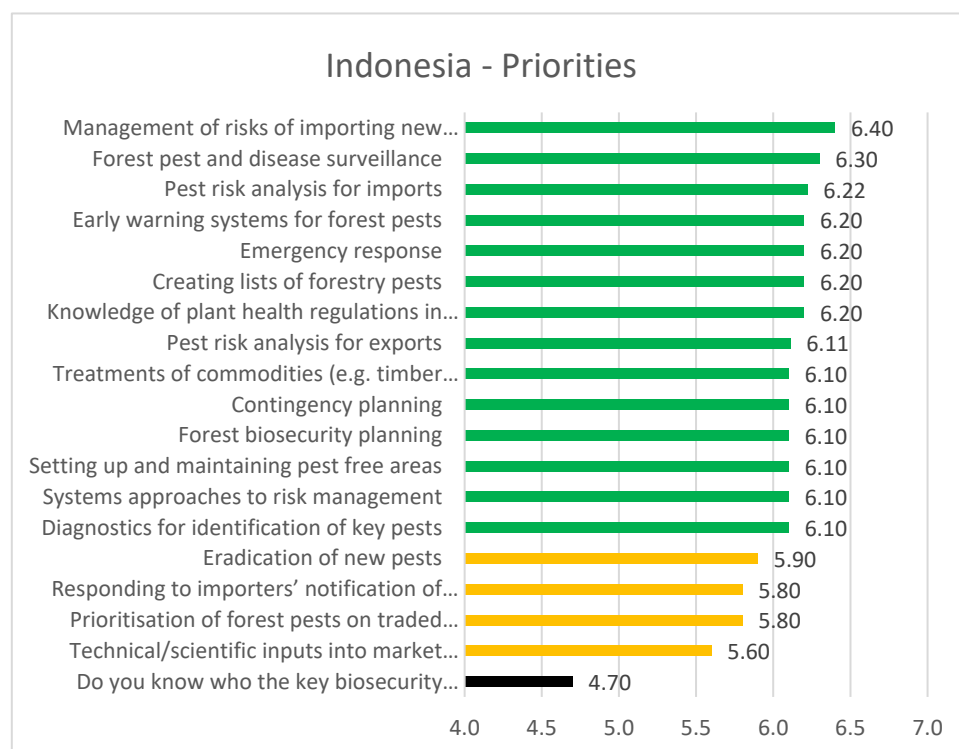 Indonesia - Priorities
Management of risks of importing new... 6.40
Forest pest and disease surveillance 6.30
Pest risk analysis for imports 6.22
Early warning systems for forest pests 6.20
Emergency response 6.20
Creating lists of forestry pests 6.20
Knowledge of plant health regulations in... 6.20
Pest risk analysis for exports 6.11
Treatments of commodities (e.g. timber... 6.10
Contingency planning 6.10
Forest biosecurity planning 6.10
Setting up and maintaining pest free areas 6.10
Systems approaches to risk management 6.10
Diagnostics for identification of key pests 6.10
Eradication of new pests 5.90
Responding to importers’ notification of... 5.80
Prioritisation of forest pests on traded... 5.80
Technical/scientific inputs into market... 5.60
Do you know who the key biosecurity... 4.70
4.0 4.5 5.0 5.5 6.0 6.5 7.0